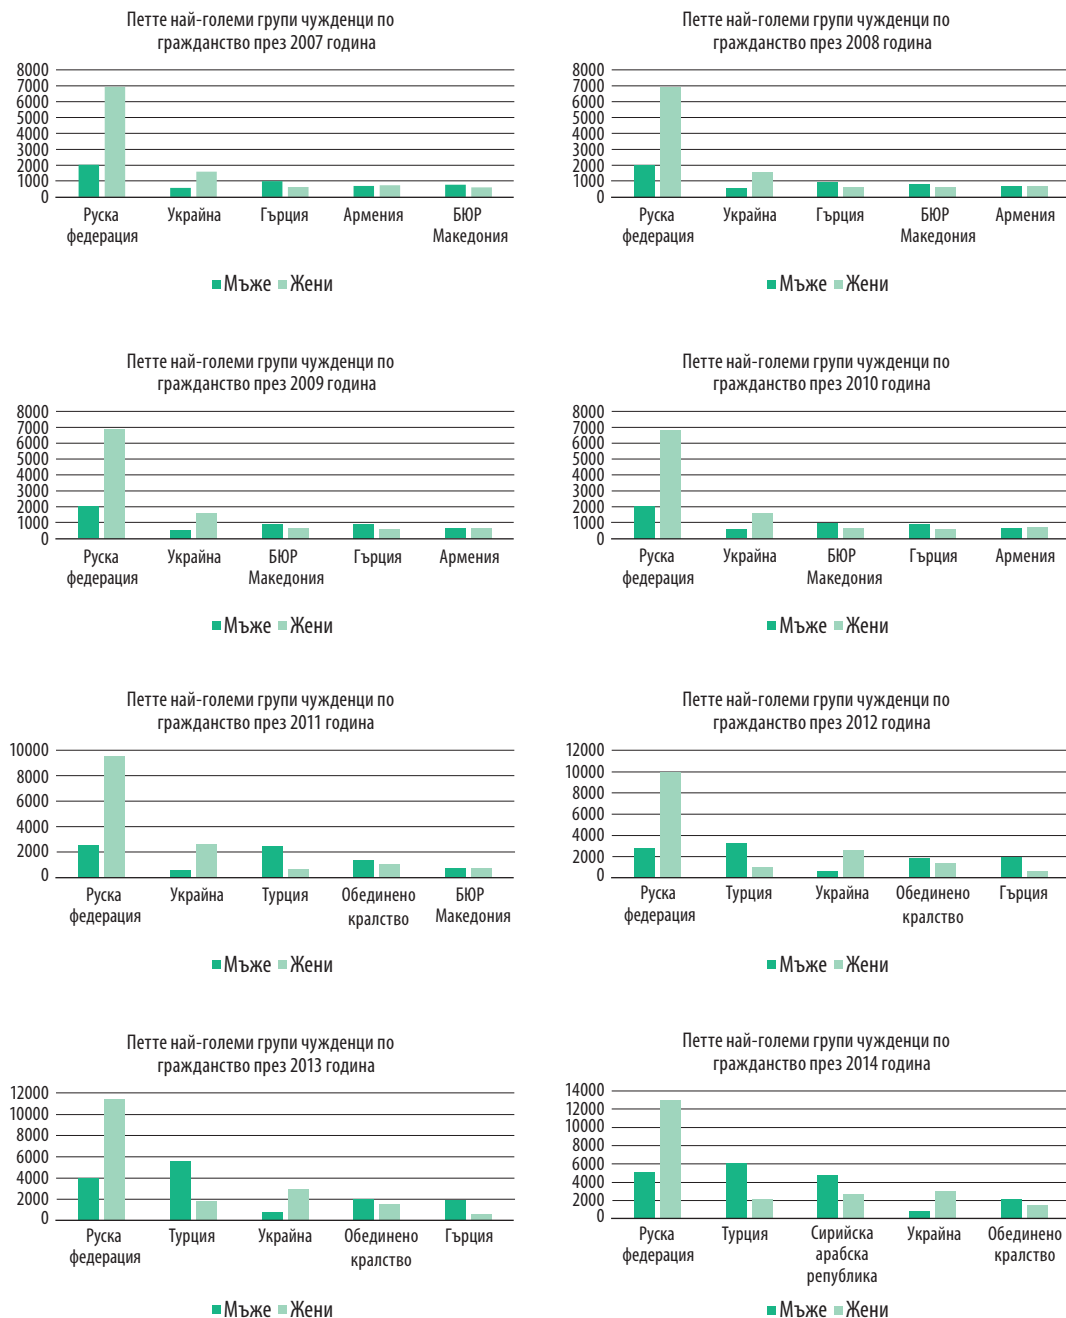 Петте най-големи групи чужденци по
гражданство през 2007 година
8000
7000
6000
5000
4000
3000
2000
1000
0
Руска
федерация
Украйна
Гърция
Армения
БЮР
Македония
Мъже Жени
Петте най-големи групи чужденци по
гражданство през 2008 година
8000
7000
6000
5000
4000
3000
2000
1000
0
Руска
федерация
Украйна
Гърция
БЮР
Македония
Армения
Мъже Жени
Петте най-големи групи чужденци по
гражданство през 2009 година
8000
7000
6000
5000
4000
3000
2000
1000
0
Руска
федерация
Украйна
БЮР
Македония
Гърция
Армения
Мъже Жени
Петте най-големи групи чужденци по
гражданство през 2010 година
8000
7000
6000
5000
4000
3000
2000
1000
0
Руска
федерация
Украйна
БЮР
Македония
Гърция
Армения
Мъже Жени
Петте най-големи групи чужденци по
гражданство през 2011 година
10000
8000
6000
4000
2000
0
Руска
федерация
Украйна
Турция
Обединено
кралство
БЮР
Македония
Мъже Жени
Петте най-големи групи чужденци по
гражданство през 2012 година
12000
10000
8000
6000
4000
2000
0
Руска
федерация
Турция
Украйна
Обединено
кралство
Гърция
Мъже Жени
Петте най-големи групи чужденци по
гражданство през 2013 година
12000
10000
8000
6000
4000
2000
0
Руска
федерация
Турция
Украйна
Обединено
кралство
Гърция
Мъже Жени
Петте най-големи групи чужденци по
гражданство през 2014 година
14000
12000
10000
8000
6000
4000
2000
0
Руска
федерация
Турция
Сирийска
арабска
република
Украйна
Обединено
кралство
Мъже Жени